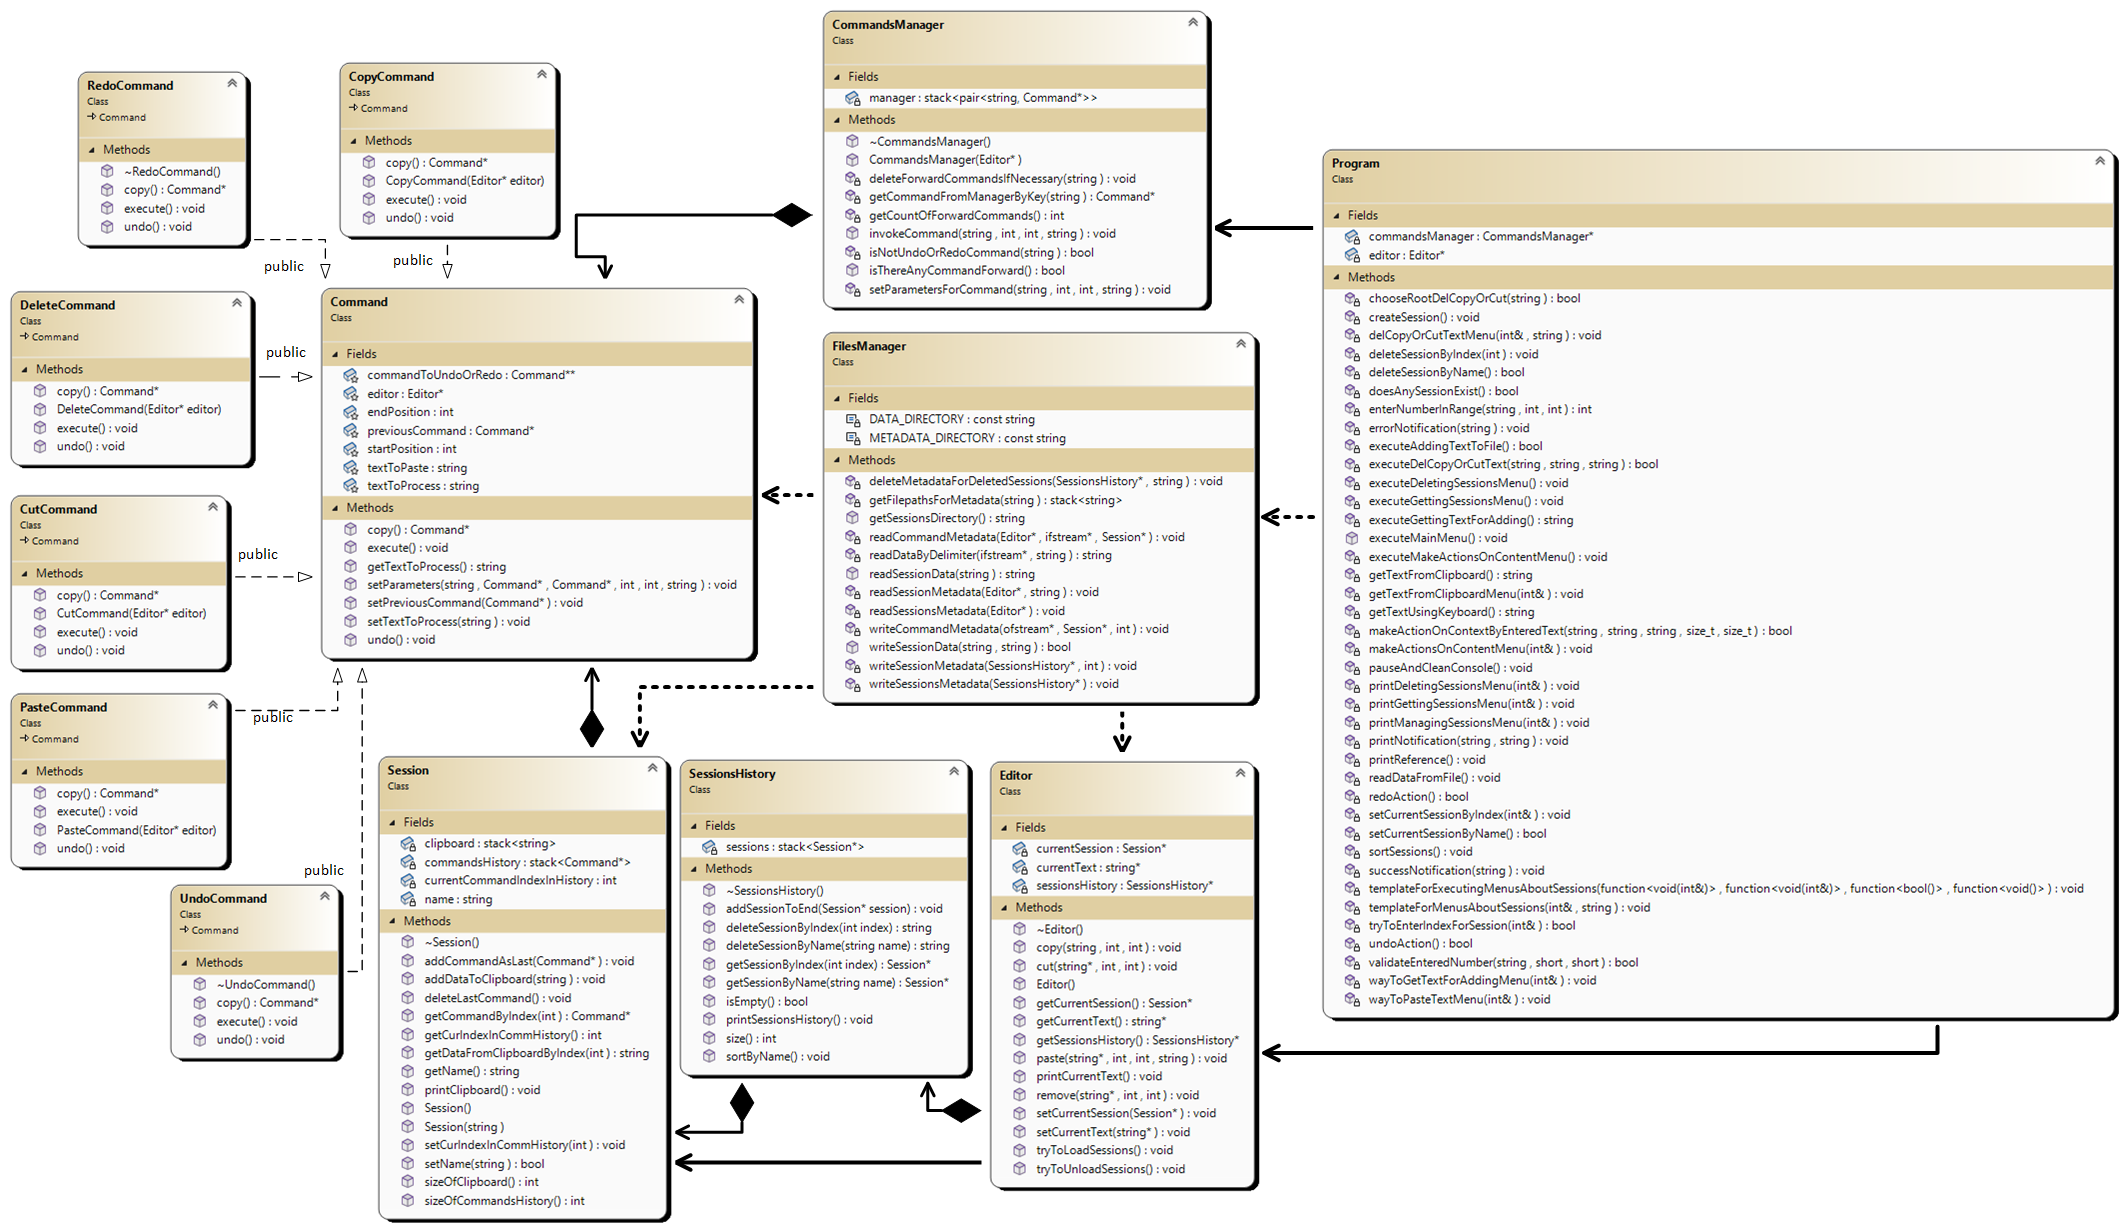 RedoCommand
Class
Command
Methods
~RedoCommand()
copy() : Command*
execute() : void
undo() : void
public
CopyCommand
Class
Command
Methods
copy() : Command*
CopyCommand(Editor* editor)
execute() : void
undo() : void
public
DeleteCommand
Class
Command
Methods
copy() : Command*
DeleteCommand(Editor* editor)
execute() : void
undo() : void
public
CutCommand
Class
Command
Methods
copy() : Command*
CutCommand(Editor* editor)
execute() : void
undo() : void
public
PasteCommand
Class
Command
Methods
copy() : Command*
execute() : void
PasteCommand(Editor* editor)
undo() : void
public
UndoCommand
Class
Command
Methods
~UndoCommand()
copy() : Command*
execute() : void
undo() : void
public
Command
Class
Fields
commandToUndoOrRedo : Command**
editor : Editor*
endPosition : int
previousCommand : Command*
startPosition : int
textToPaste : string
textToProcess : string
Methods
copy() : Command*
execute() : void
getTextToProcess() : string
setParameters(string , Command* , Command* , int , int , string ) : void
setPreviousCommand(Command* ) : void
setTextToProcess(string ) : void
undo() : void
CommandsManager
Class
Fields
manager : stack<pair<string, Command*>>
Methods
~CommandsManager()
CommandsManager(Editor* )
deleteForwardCommandsIfNecessary(string ) : void
getCommandFromManagerByKey(string ) : Command*
getCountOfForwardCommands() : int
invokeCommand(string , int , int , string ) : void
isNotUndoOrRedoCommand(string ) : bool
isThereAnyCommandForward() : bool
setParametersForCommand(string , int , int , string ) : void
FilesManager
Class
Fields
DATA_DIRECTORY : const string
METADATA_DIRECTORY : const string
Methods
deleteMetadataForDeletedSessions(SessionsHistory* , string ) : void
getFilepathsForMetadata(string ) : stack<string>
getSessionsDirectory() : string
readCommandMetadata(Editor* , ifstream* , Session* ) : void
readDataByDelimiter(ifstream* , string ) : string
readSessionData(string ) : string
readSessionMetadata(Editor* , string ) : void
readSessionsMetadata(Editor* ) : void
writeCommandMetadata(ofstream* , Session* , int ) : void
writeSessionData(string , string ) : bool
writeSessionMetadata(SessionsHistory* , int ) : void
writeSessionsMetadata(SessionsHistory* ) : void
Session
Class
Fields
clipboard : stack<string>
commandsHistory : stack<Command*>
currentCommandIndexInHistory : int
name : string
Methods
~Session()
addCommandAsLast(Command* ) : void
addDataToClipboard(string ) : void
deleteLastCommand() : void
getCommandByIndex(int ) : Command*
getCurIndexInCommHistory() : int
getDataFromClipboardByIndex(int ) : string
getName() : string
printClipboard() : void
Session()
Session(string )
setCurIndexInCommHistory(int ) : void
setName(string ) : bool
sizeOfClipboard() : int
sizeOfCommandsHistory() : int
SessionsHistory
Class
Fields
sessions : stack<Session*>
Methods
~SessionsHistory()
addSessionToEnd(Session* session) : void
deleteSessionByIndex(int index) : string
deleteSessionByName(string name) : string
getSessionByIndex(int index) : Session*
getSessionByName(string name) : Session*
isEmpty() : bool
printSessionsHistory() : void
size() : int
sortByName() : void
Editor
Class
Fields
currentSession : Session*
currentText : string*
sessionsHistory : SessionsHistory*
Methods
~Editor()
copy(string , int , int ) : void
cut(string* , int , int ) : void
Editor()
getCurrentSession() : Session*
getCurrentText() : string*
getSessionsHistory() : SessionsHistory*
paste(string* , int , int , string ) : void
printCurrentText() : void
remove(string* , int , int ) : void
setCurrentSession(Session* ) : void
setCurrentText(string* ) : void
tryToLoadSessions() : void
tryToUnloadSessions() : void
Program
Class
Fields
commandsManager : CommandsManager*
editor : Editor*
Methods
chooseRootDelCopyOrCut(string ) : bool
createSession() : void
delCopyOrCutTextMenu(int& , string ) : void
deleteSessionByIndex(int ) : void
deleteSessionByName() : bool
doesAnySessionExist() : bool
enterNumberInRange(string , int , int ) : int
errorNotification(string ) : void
executeAddingTextToFile() : bool
executeDelCopyOrCutText(string , string , string ) : bool
executeDeletingSessionsMenu() : void
executeGettingSessionsMenu() : void
executeGettingTextForAdding() : string
executeMainMenu() : void
executeMakeActionsOnContentMenu() : void
getTextFromClipboard() : string
getTextFromClipboardMenu(int& ) : void
getTextUsingKeyboard() : string
makeActionOnContextByEnteredText(string , string , string , size_t , size_t ) : bool
makeActionsOnContentMenu(int& ) : void
pauseAndCleanConsole() : void
printDeletingSessionsMenu(int& ) : void
printGettingSessionsMenu(int& ) : void
printManagingSessionsMenu(int& ) : void
printNotification(string , string ) : void
printReference() : void
readDataFromFile() : void
redoAction() : bool
setCurrentSessionByIndex(int& ) : void
setCurrentSessionByName() : bool
sortSessions() : void
successNotification(string ) : void
templateForExecutingMenusAboutSessions(function<void(int&)> , function<void(int&)> , function<bool()> , function<void()> ) : void
templateForMenusAboutSessions(int& , string ) : void
tryToEnterIndexForSession(int& ) : bool
undoAction() : bool
validateEnteredNumber(string , short , short ) : bool
wayToGetTextForAddingMenu(int& ) : void
wayToPasteTextMenu(int& ) : void